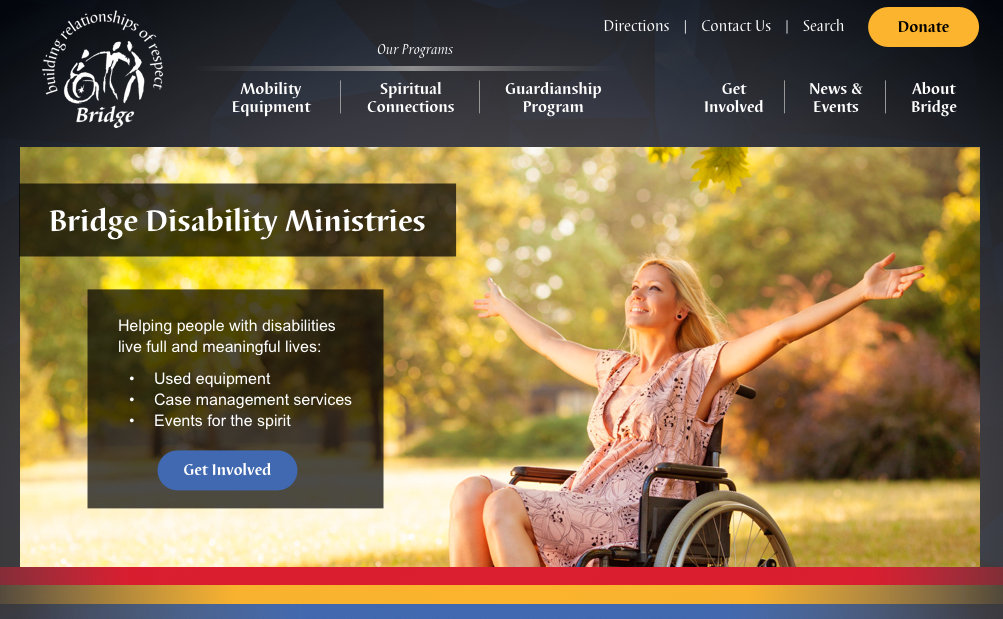 building relationships of respect
Bridge
Directions | Contact Us | Search
Donate
Our Programs
Mobility
Equipment
Spiritual
Connections
Guardianship
Program
Get
Involved
News &
Events
About
Bridge
Bridge Disability Ministries
Helping people with disabilities
live full and meaningful lives:
• Used equipment
• Case management services
• Events for the spirit
Get Involved